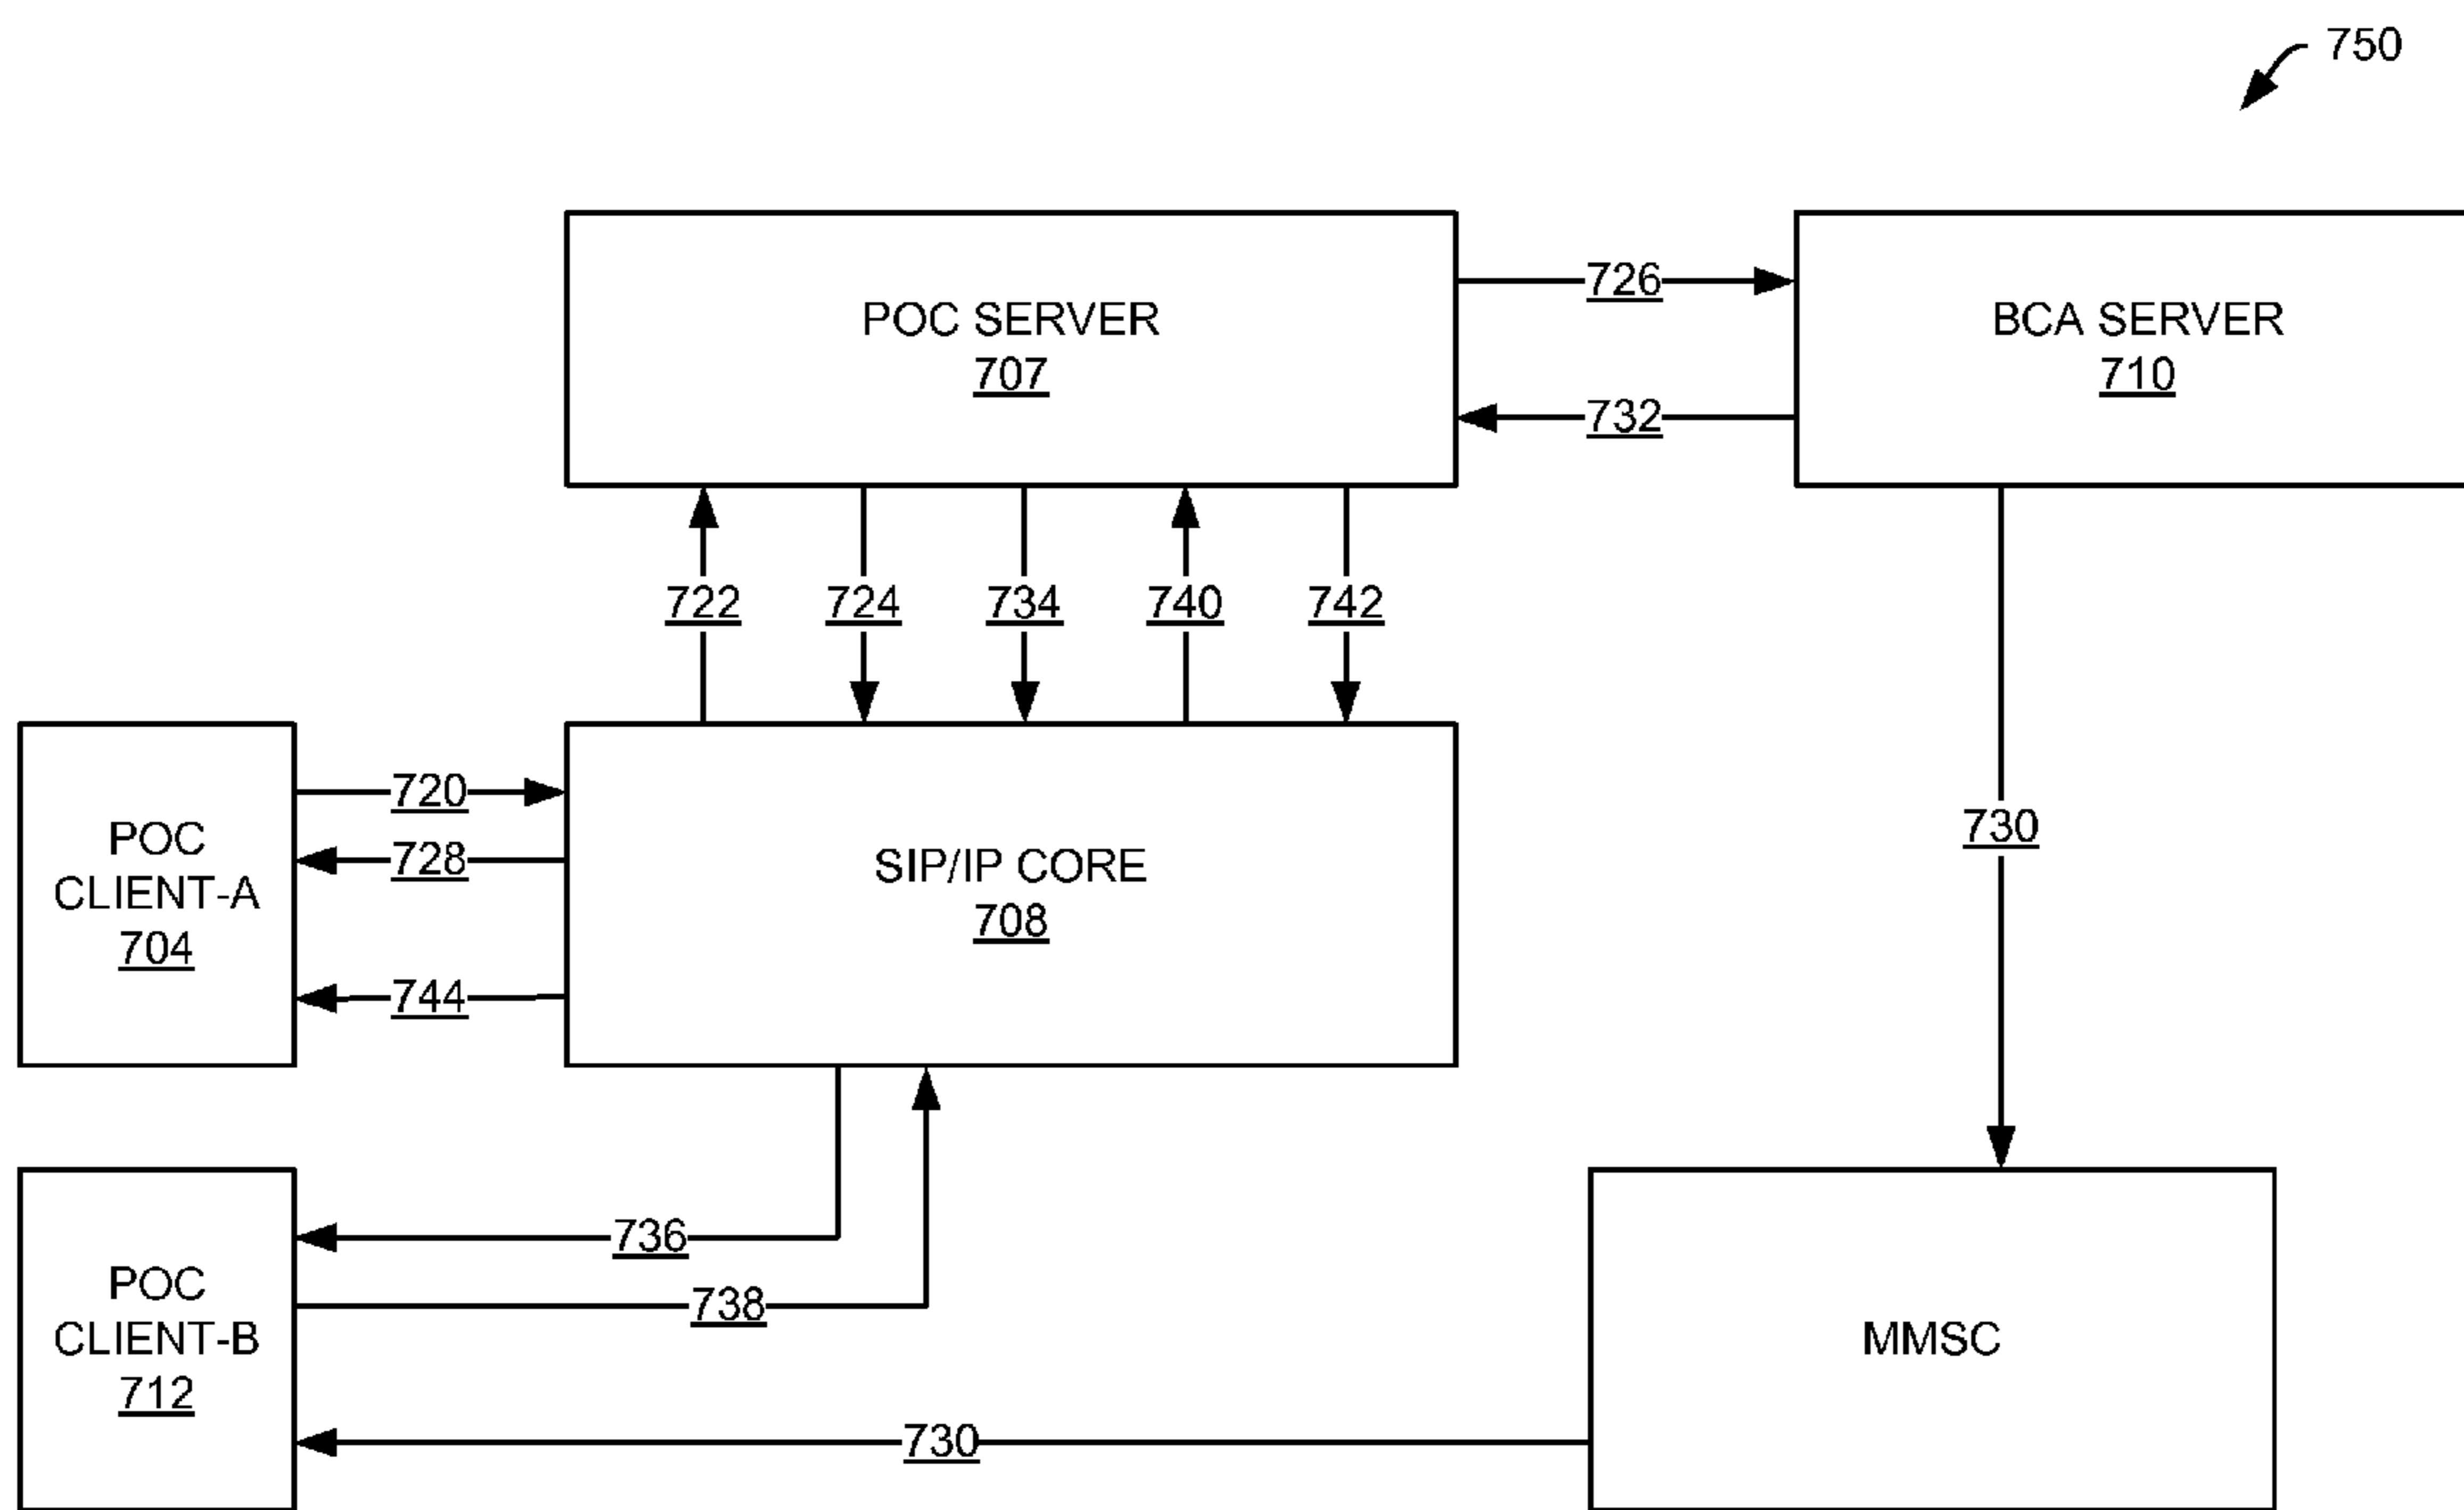 750
POC SERVER
707
726
BCA SERVER
710
732
722
724
734
740
742
POC
CLIENT-A
704
720
728
744
SIP/IP CORE
708
730
736
738
POC
CLIENT-B
712
730
MMSC